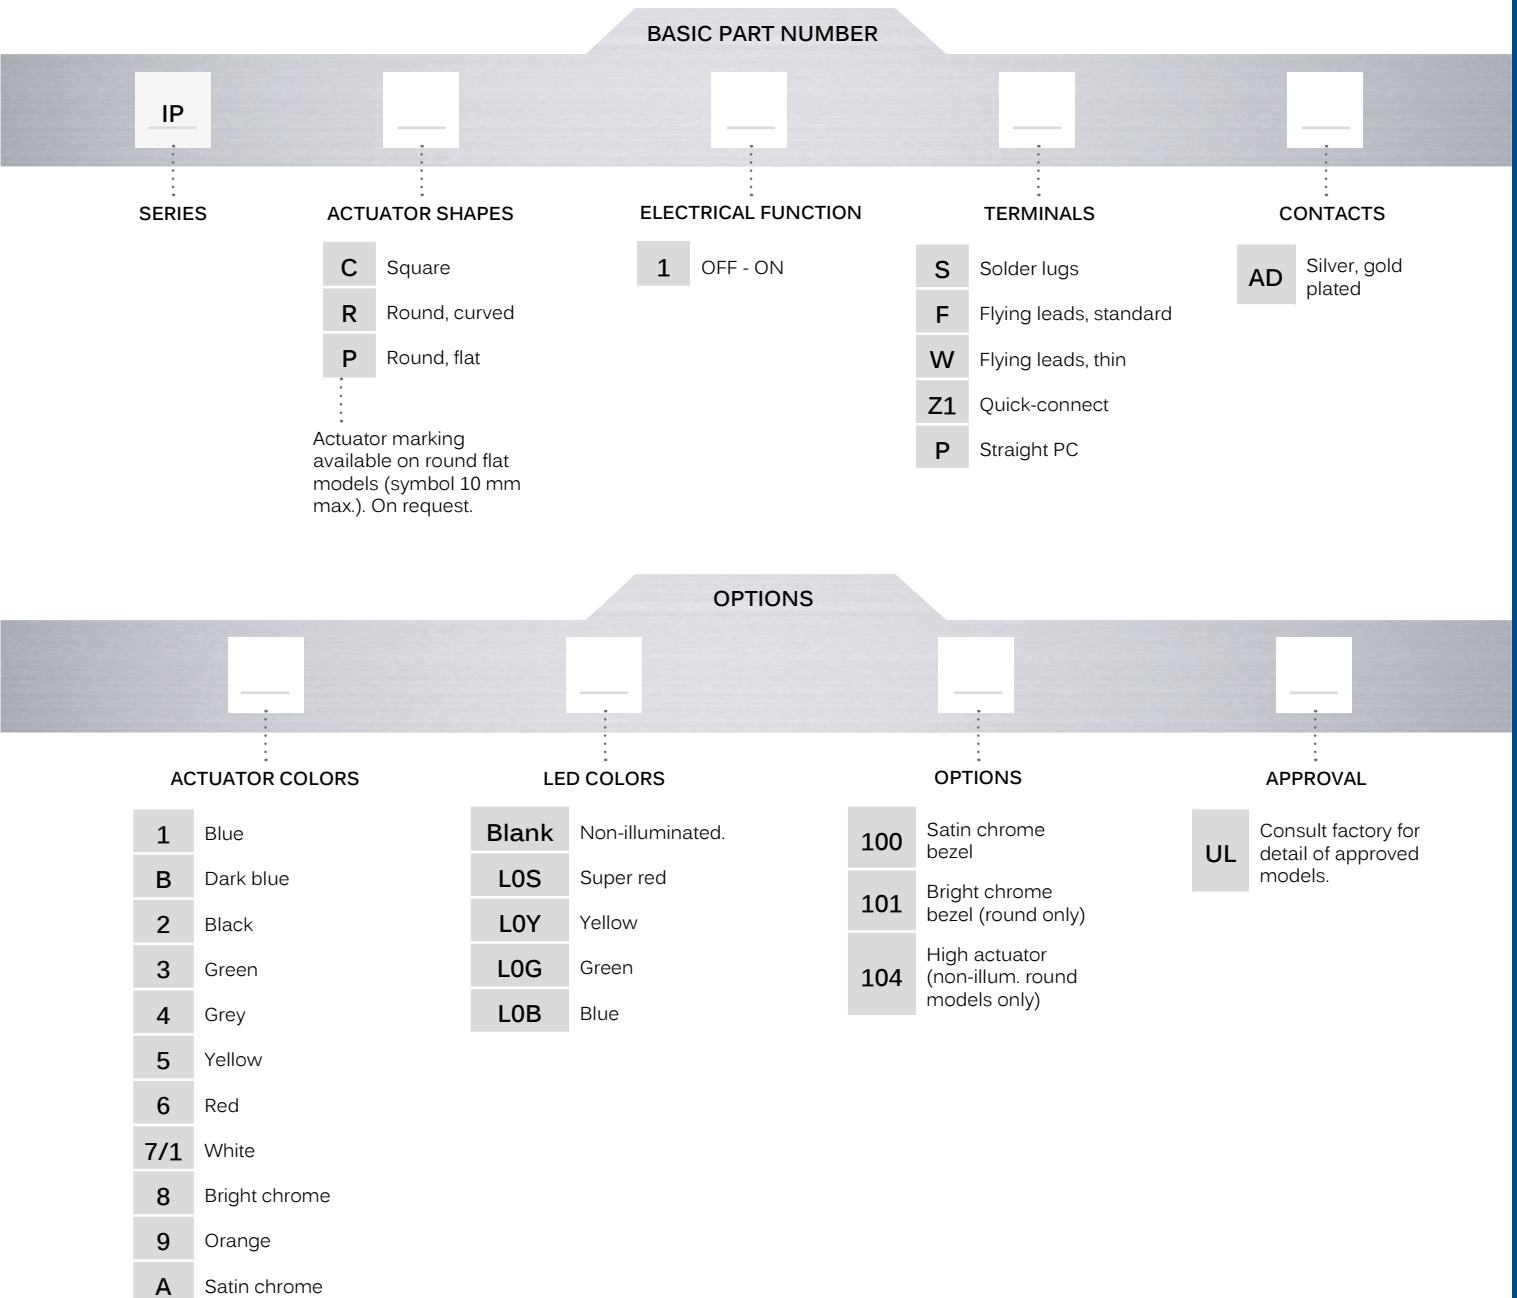 BASIC PART NUMBER
IP
SERIES
ACTUATOR SHAPES
C Square
R Round, curved
P Round, flat
Actuator marking
available on round flat
models (symbol 10 mm
max.). On request.
ELECTRICAL FUNCTION
1 OFF - ON
TERMINALS
S Solder lugs
F Flying leads, standard
W Flying leads, thin
Z1 Quick-connect
P Straight PC
CONTACTS
AD Silver, gold
plated
OPTIONS
ACTUATOR COLORS
1 Blue
B Dark blue
2 Black
3 Green
4 Grey
5 Yellow
6 Red
7/1 White
8 Bright chrome
9 Orange
A Satin chrome
LED COLORS
Blank Non-illuminated.
L0S Super red
L0Y Yellow
L0G Green
L0B Blue
OPTIONS
100 Satin chrome
bezel
101 Bright chrome
bezel (round only)
104 High actuator
(non-illum. round
models only)
APPROVAL
UL Consult factory for
detail of approved
models.